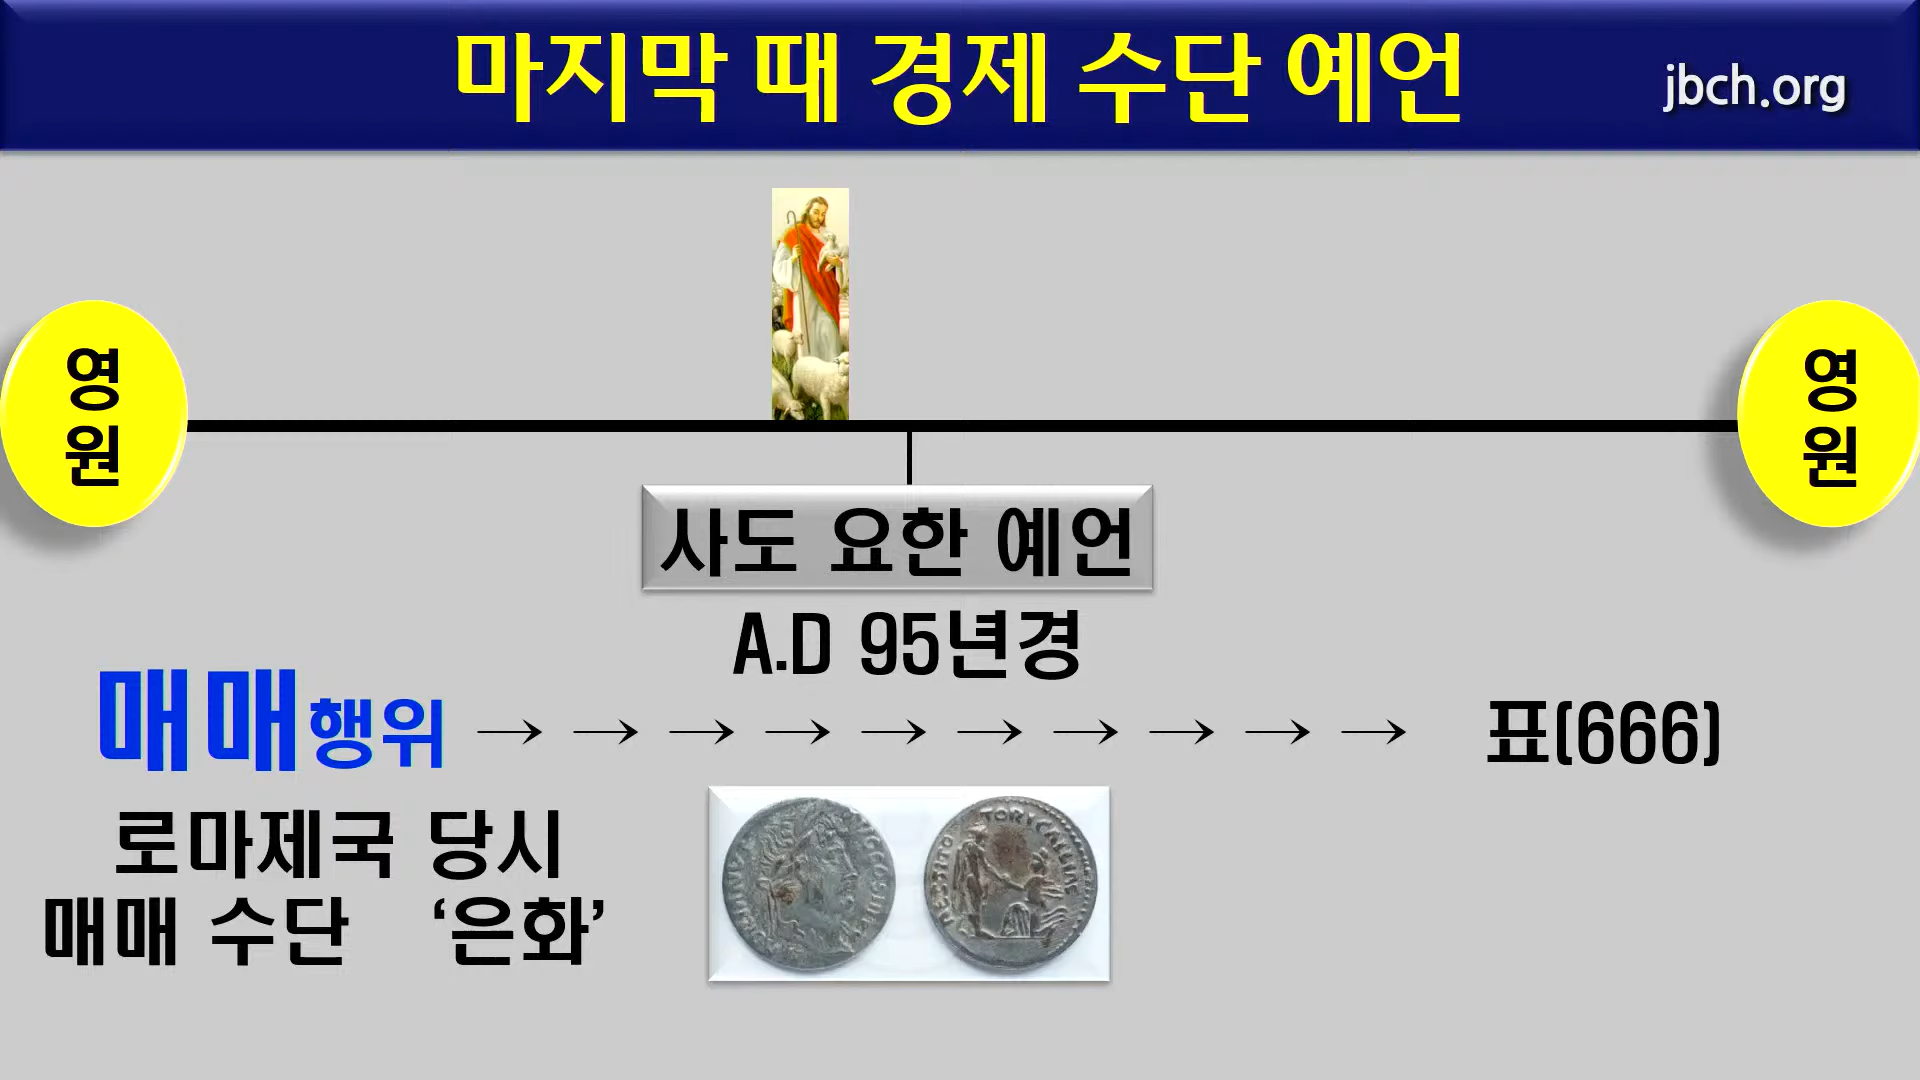 마지막 때 경제 수단 예언
jbch.org
영원
영원
사도 요한 예언
A.D 95년경
매매행위 → → → → → → → → → → 표(666)
로마제국 당시
매매 수단 ‘은화’